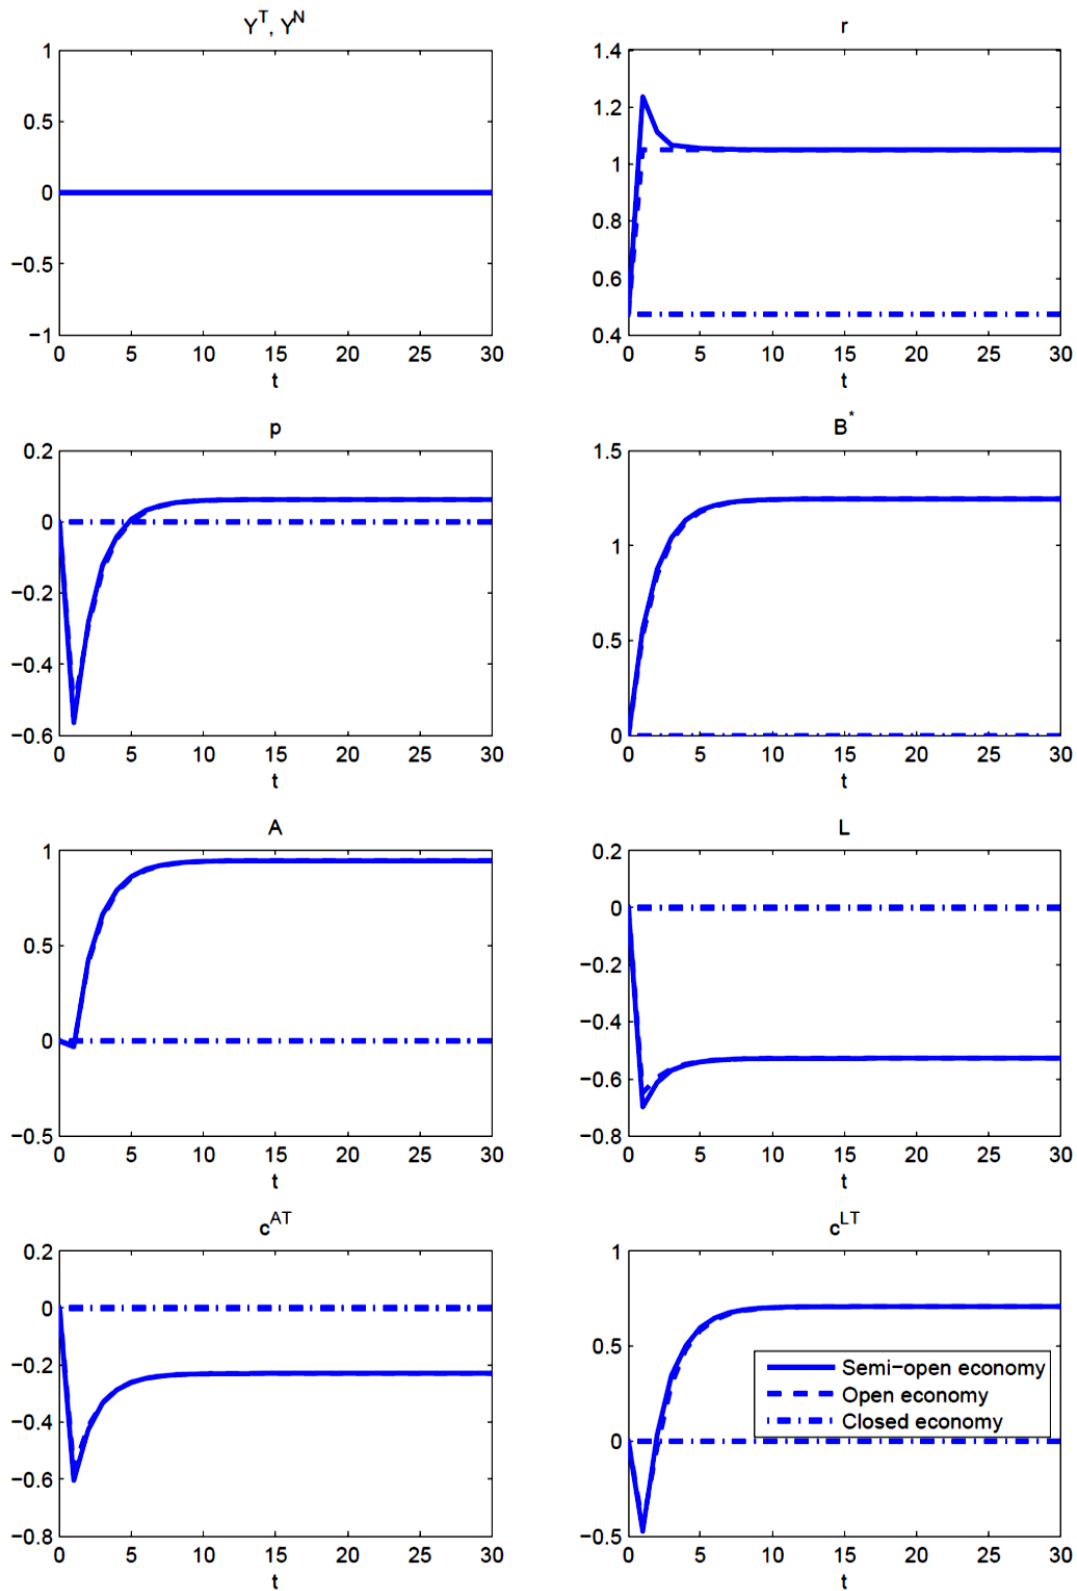 Y^T, Y^N
1
0.5
0
−0.5
−1
0 5 10 15 20 25 30
t
r
1.4
1.2
1
0.8
0.6
0.4
0 5 10 15 20 25 30
t
p
0.2
0
−0.2
−0.4
−0.6
0 5 10 15 20 25 30
t
B^*
1.5
1
0.5
0
0 5 10 15 20 25 30
t
A
1
0.5
0
−0.5
0 5 10 15 20 25 30
t
L
0.2
0
−0.2
−0.4
−0.6
−0.8
0 5 10 15 20 25 30
t
c^AT
0.2
0
−0.2
−0.4
−0.6
−0.8
0 5 10 15 20 25 30
t
c^LT
1
0.5
0
−0.5
0 5 10 15 20 25 30
t
Semi−open economy
Open economy
Closed economy